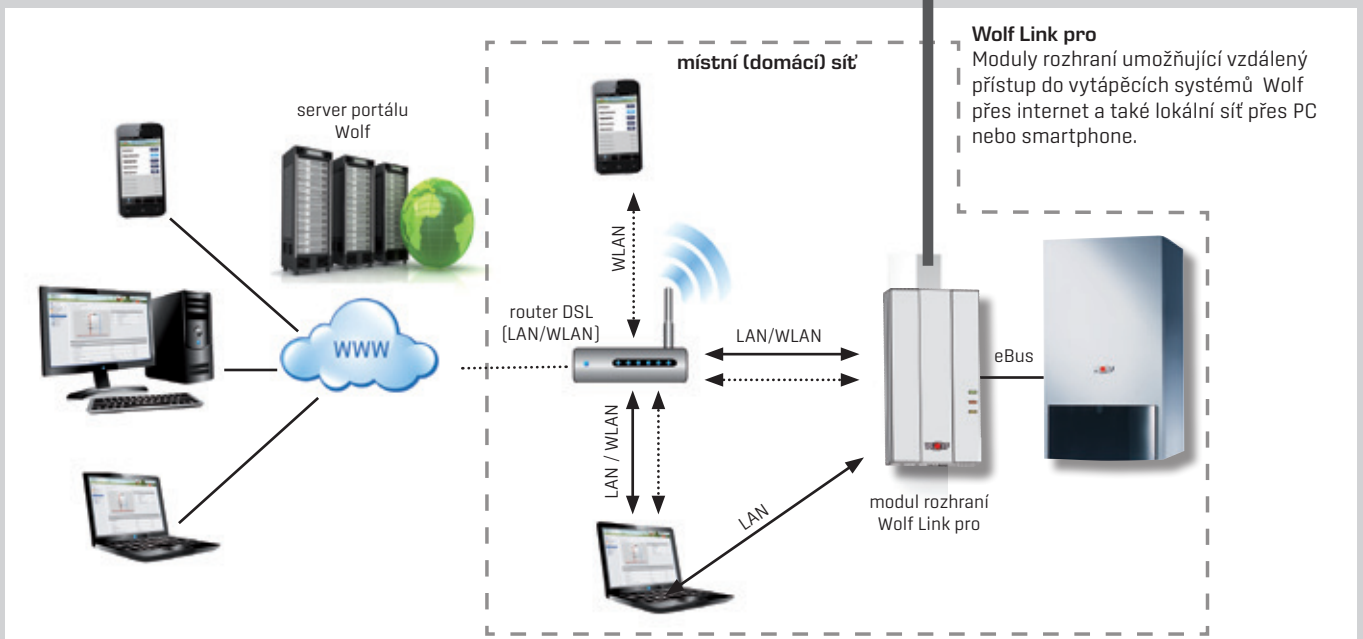 Wolf Link pro
Moduly rozhraní umožňující vzdálený
přístup do vytápěcích systémů Wolf
přes internet a také lokální síť přes PC
nebo smartphone.
místní (domácí) síť
server portálu
Wolf
WLAN
router DSL
(LAN/WLAN)
WWW
LAN/WLAN
eBus
LAN / WLAN
LAN
modul rozhraní
Wolf Link pro